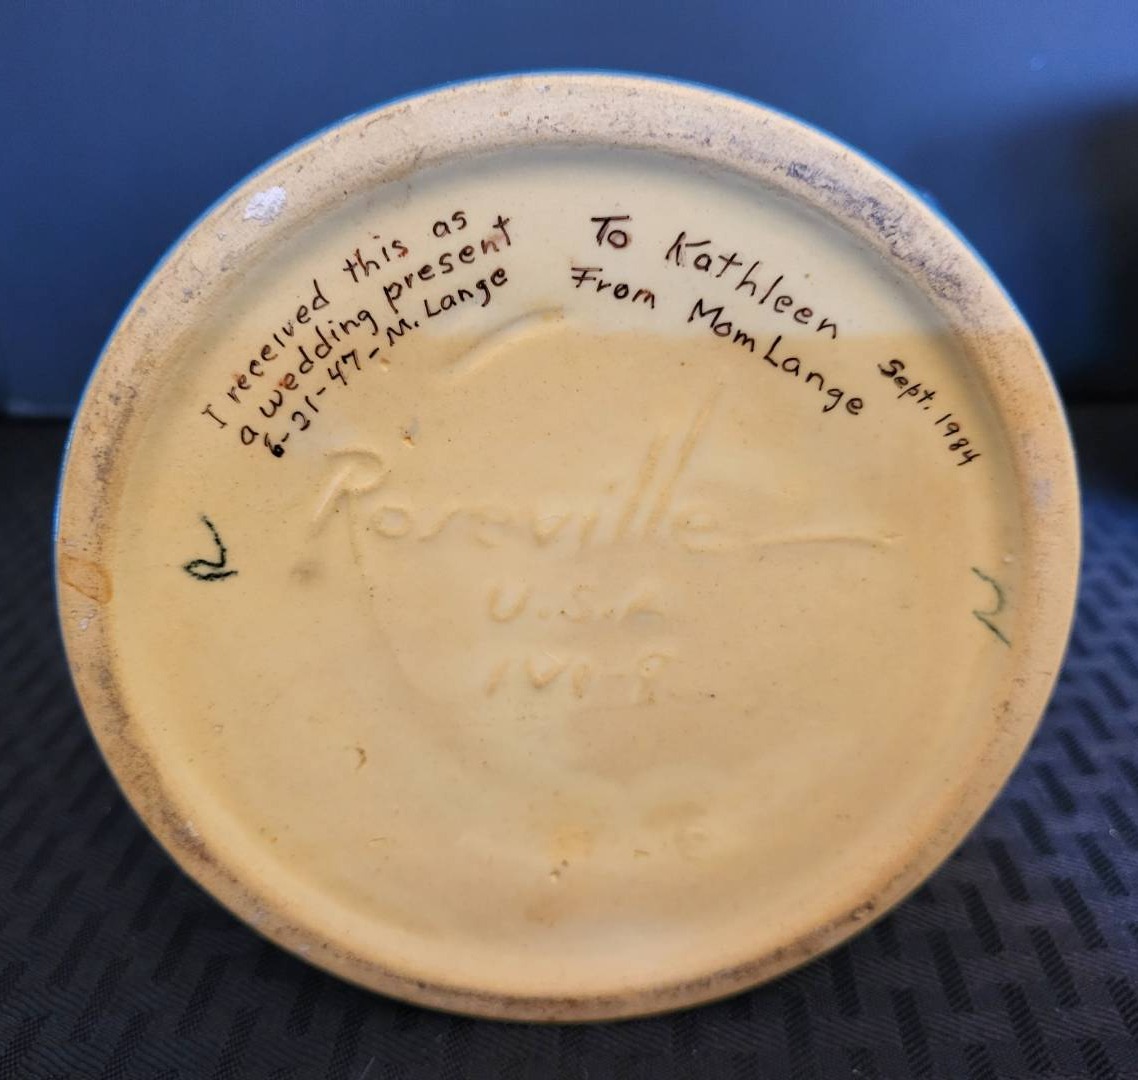 I received this as
a wedding present
6-21-47-M. Lange
To Kathleen
From Mom Lange
Sept. 1984
Roseville
U.S.A